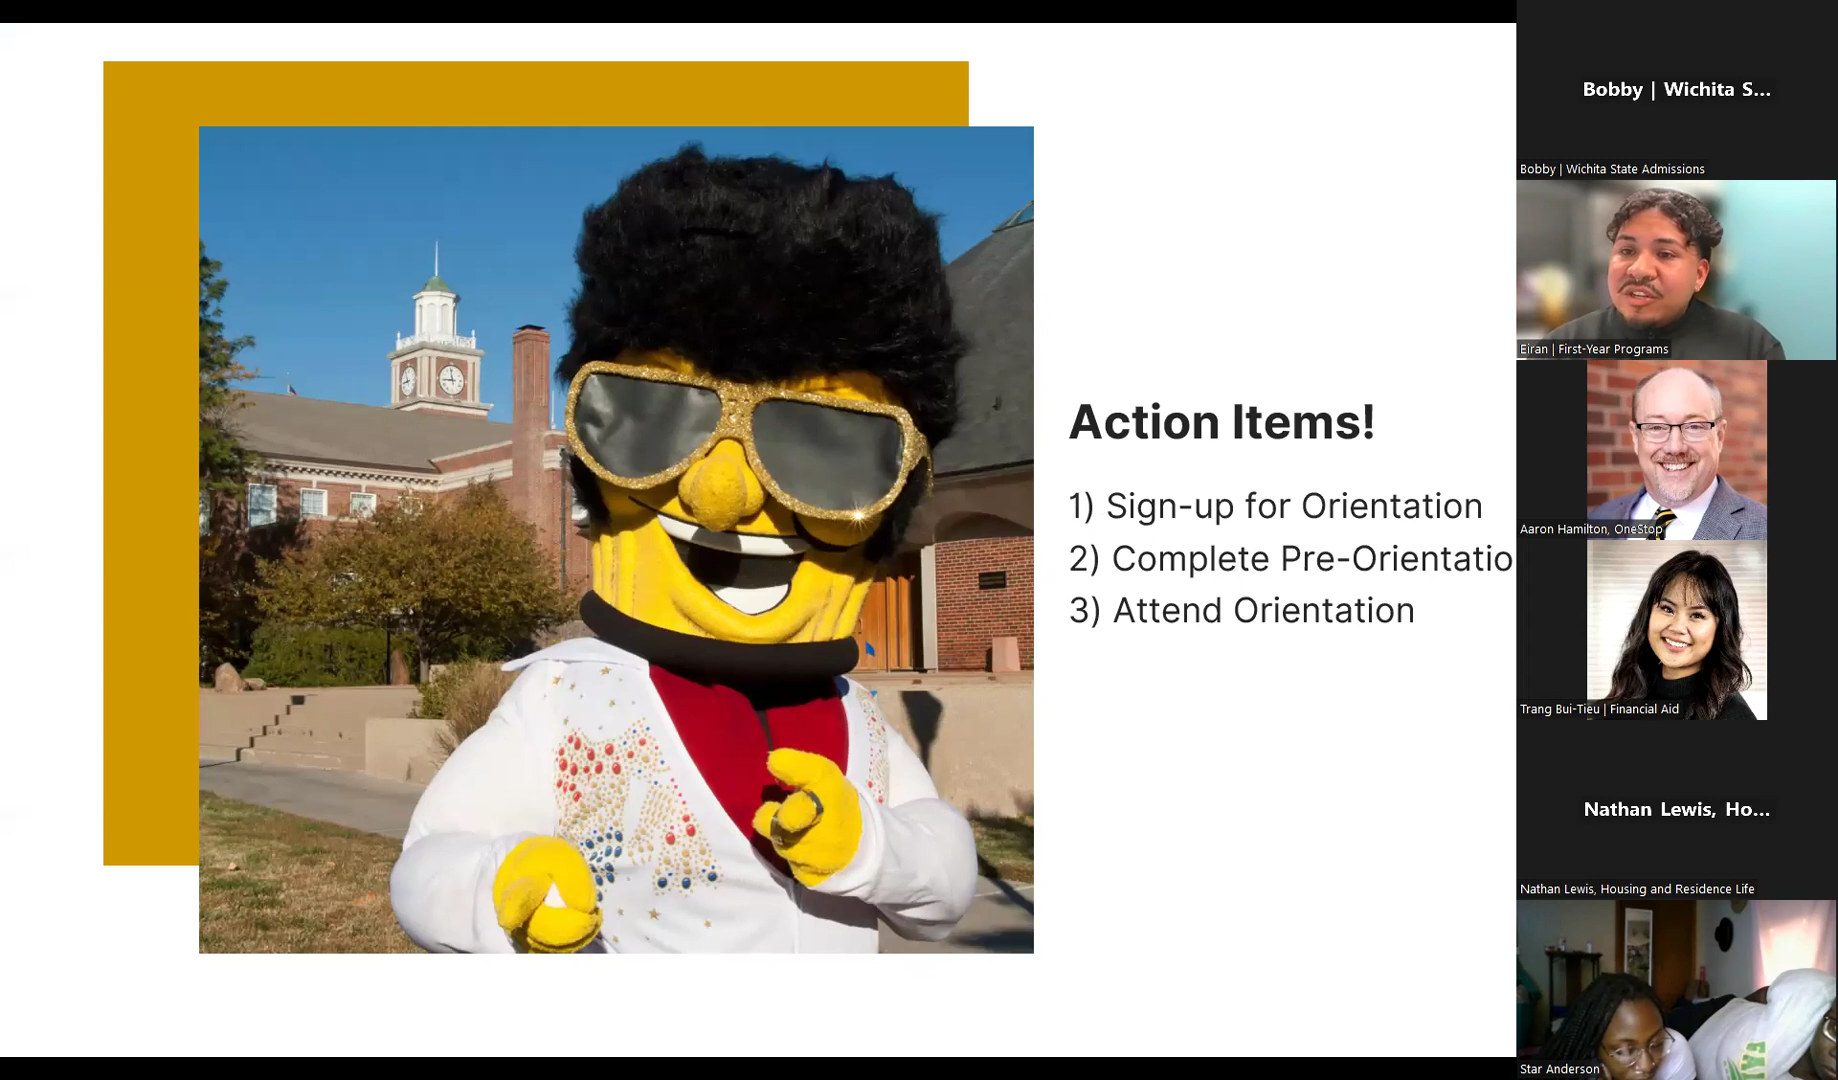 Action Items!
1) Sign-up for Orientation
2) Complete Pre-Orientatio
3) Attend Orientation
Bobby | Wichita S...
Bobby | Wichita State Admissions
Eiran | First-Year Programs
Aaron Hamilton, OneStop
Trang Bui-Tieu | Financial Aid
Nathan Lewis, Ho...
Nathan Lewis, Housing and Residence Life
Star Anderson